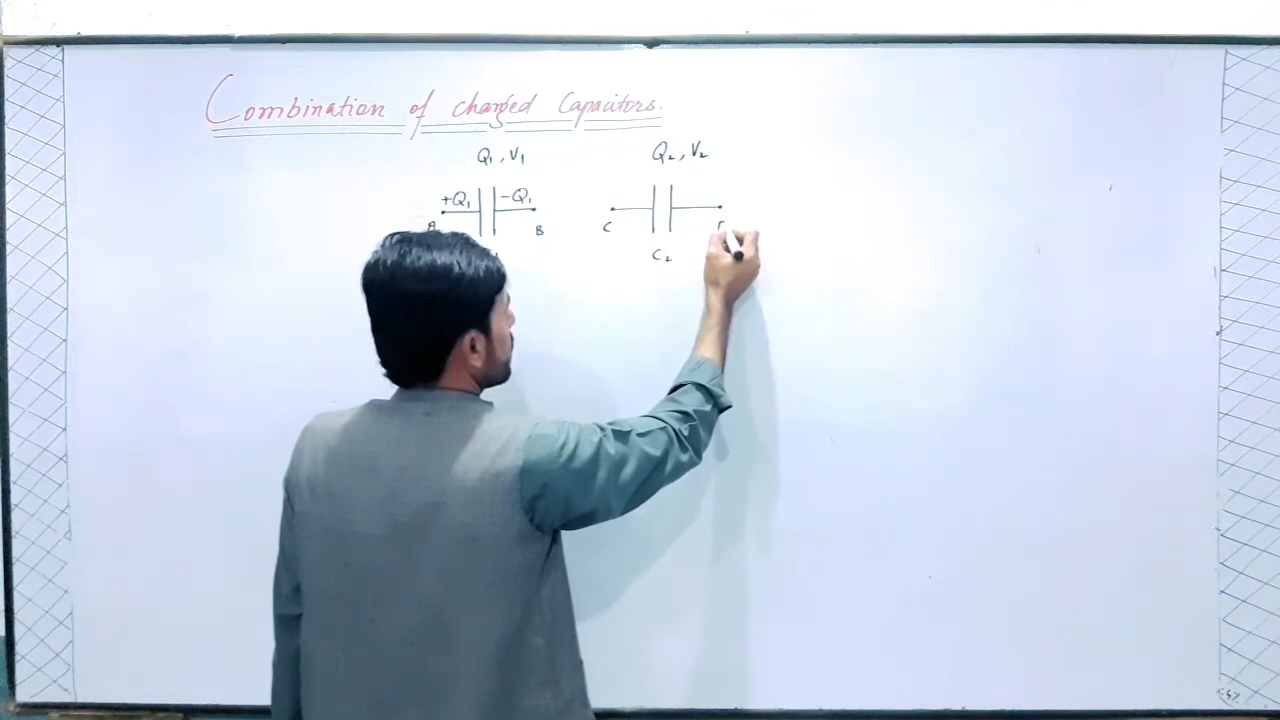 Combination of charged Capacitors.
Q₁, V₁ Q₂, V₂
+Q₁ -Q₁
A B C
C₂